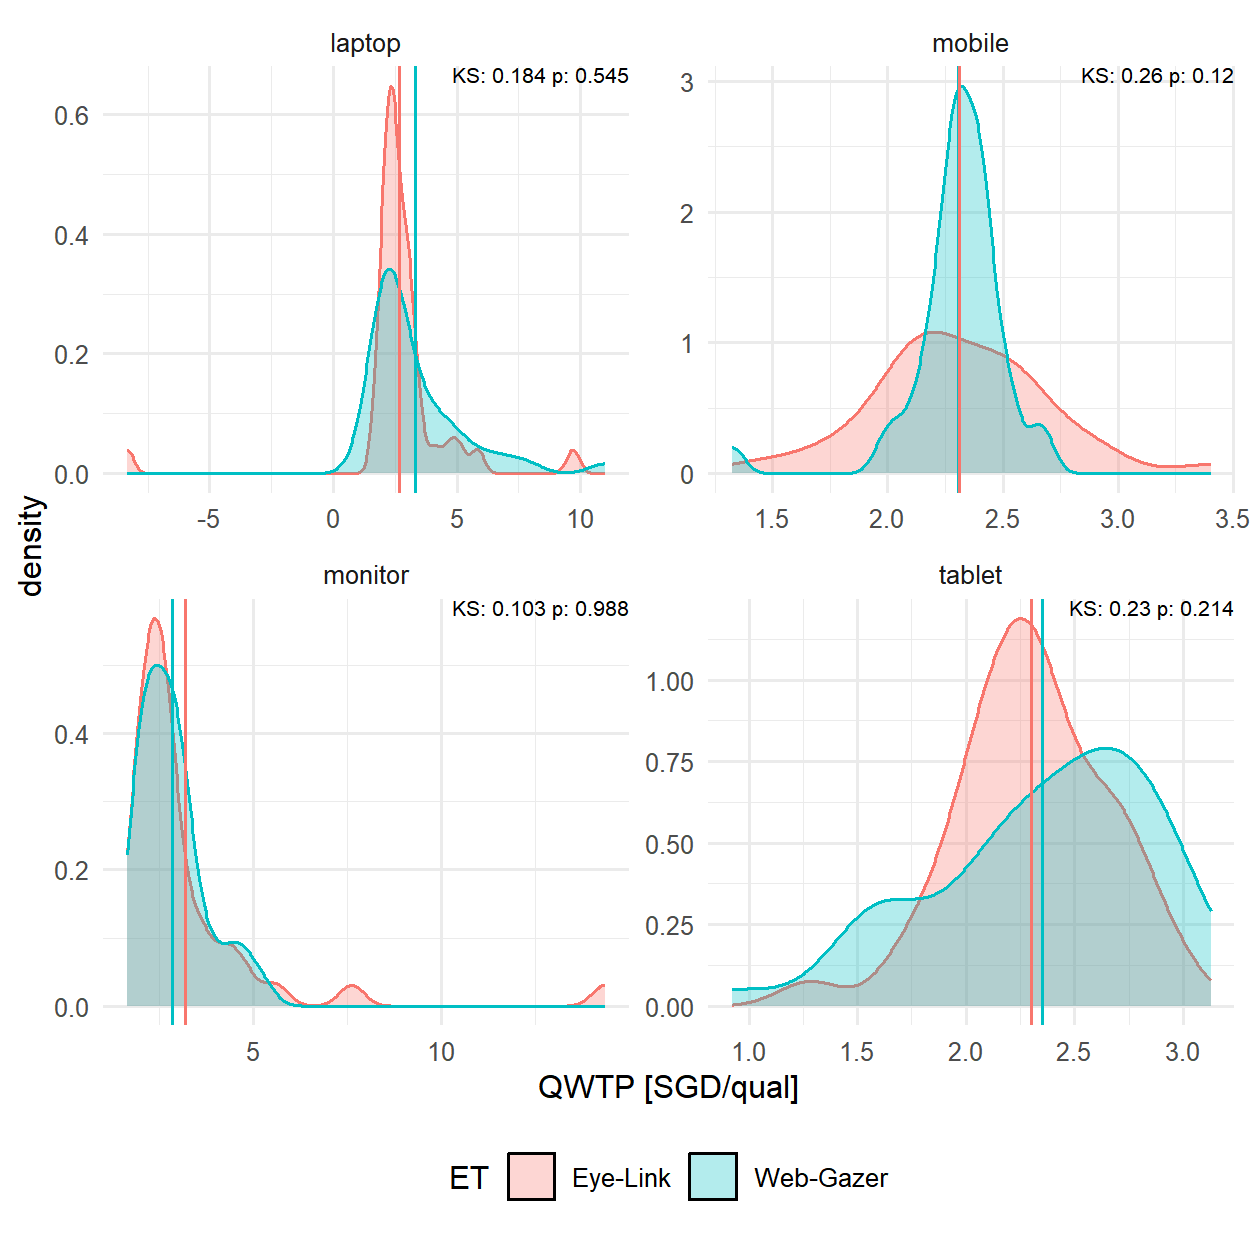 laptop
mobile
KS: 0.184 p: 0.545
KS: 0.26 p: 0.12
0.6
0.4
0.2
0.0
3
2
1
0
-5 0 5 10
1.5 2.0 2.5 3.0 3.5
density
monitor
tablet
KS: 0.103 p: 0.988
KS: 0.23 p: 0.214
0.4
0.2
0.0
1.00
0.75
0.50
0.25
0.00
5 10
1.0 1.5 2.0 2.5 3.0
QWTP [SGD/qual]
ET Eye-Link Web-Gazer